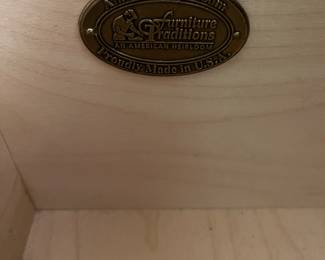 Furniture
Traditions
AN AMERICAN HEIRLOOM
Proudly Made in U.S.A.